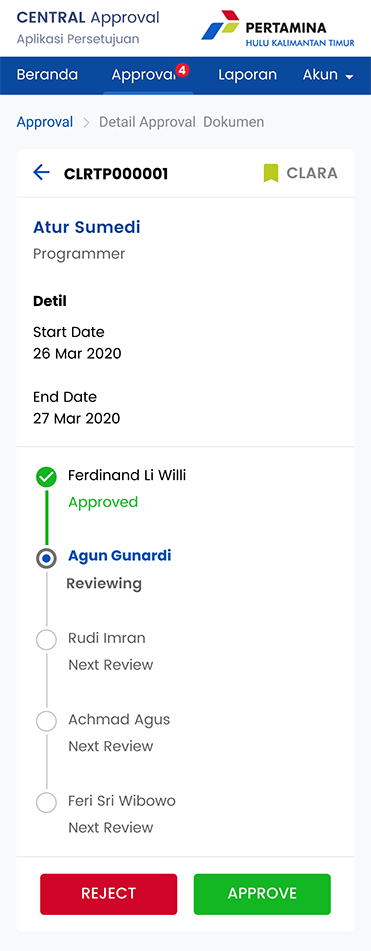 CENTRAL Approval
Aplikasi Persetujuan
PERTAMINA
HULU KALIMANTAN TIMUR
Beranda
Approval
4
Laporan
Akun
Approval > Detail Approval Dokumen
CLRTP000001
CLARA
Atur Sumedi
Programmer
Detil
Start Date
26 Mar 2020
End Date
27 Mar 2020
Ferdinand Li Willi
Approved
Agun Gunardi
Reviewing
Rudi Imran
Next Review
Achmad Agus
Next Review
Feri Sri Wibowo
Next Review
REJECT
APPROVE